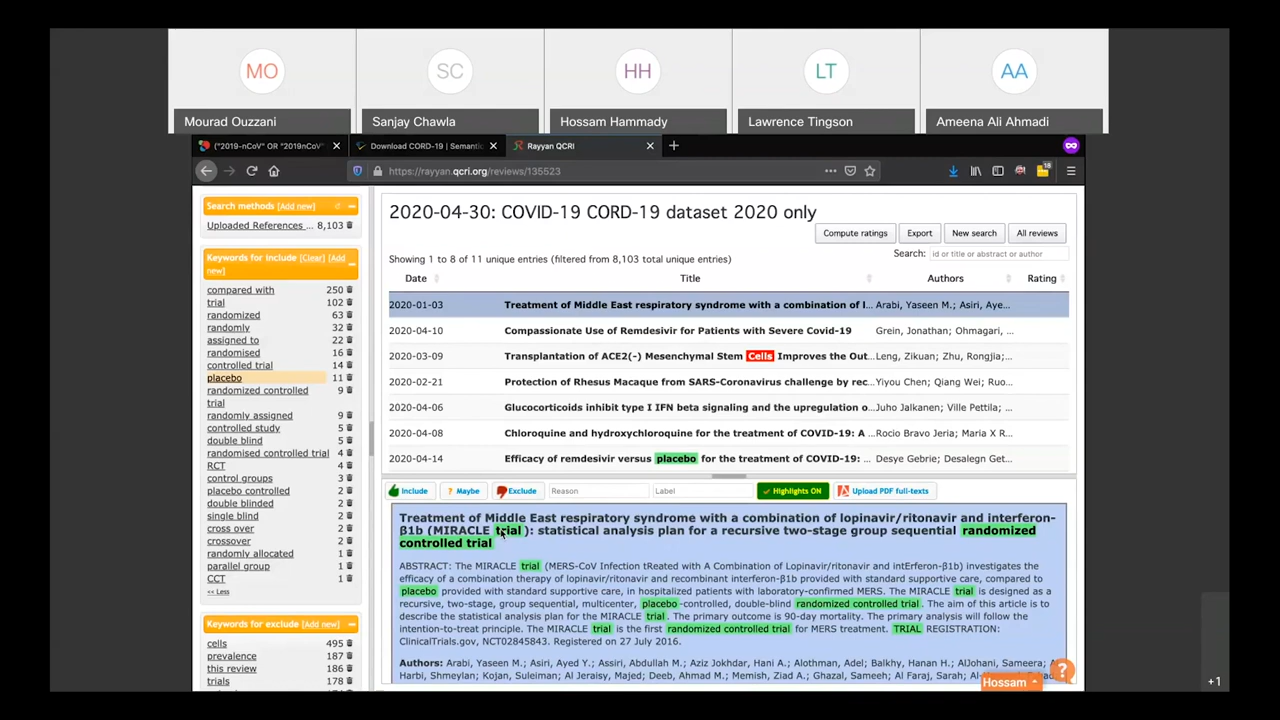 MO
SC
HH
LT
AA
Mourad Ouzzani
Sanjay Chawla
Hossam Hammady
Lawrence Tingson
Ameena Ali Ahmadi
("2019-nCoV" OR "2019nCoV"
Download CORD-19 | Semantic
Rayyan QCRI
https://rayyan.qcri.org/reviews/135523
18
Search methods [Add new]
Uploaded References ... 8,103
Keywords for include [Clear] [Add
new]
compared with 250
trial 102
randomized 63
randomly 32
assigned to 22
randomised 16
controlled trial 14
placebo 11
randomized controlled 9
trial
randomly assigned 9
controlled study 5
double blind 5
randomised controlled trial 4
RCT 4
control groups 3
placebo controlled 2
double blinded 2
single blind 2
cross over 2
crossover 2
randomly allocated 1
parallel group 1
CCT 1
<< Less
Keywords for exclude [Add new]
cells 495
prevalence 187
this review 186
trials 178
2020-04-30: COVID-19 CORD-19 dataset 2020 only
Compute ratings
Export
New search
All reviews
Showing 1 to 8 of 11 unique entries (filtered from 8,103 total unique entries)
Search: id or title or abstract or author
Date Title Authors Rating
2020-01-03 Treatment of Middle East respiratory syndrome with a combination of l... Arabi, Yaseen M.; Asiri, Aye...
2020-04-10 Compassionate Use of Remdesivir for Patients with Severe Covid-19 Grein, Jonathan; Ohmagari, ...
2020-03-09 Transplantation of ACE2(-) Mesenchymal Stem Cells Improves the Out... Leng, Zikuan; Zhu, Rongjia;...
2020-02-21 Protection of Rhesus Macaque from SARS-Coronavirus challenge by rec... Yiyou Chen; Qiang Wei; Ruo...
2020-04-06 Glucocorticoids inhibit type I IFN beta signaling and the upregulation o... Juho Jalkanen; Ville Pettila; ...
2020-04-08 Chloroquine and hydroxychloroquine for the treatment of COVID-19: A ... Rocio Bravo Jeria; Maria X R...
2020-04-14 Efficacy of remdesivir versus placebo for the treatment of COVID-19: ... Desye Gebrie; Desalegn Get...
Include
? Maybe
Exclude
Reason
Label
Highlights ON
Upload PDF full-texts
Treatment of Middle East respiratory syndrome with a combination of lopinavir/ritonavir and interferon-
β1b (MIRACLE trial): statistical analysis plan for a recursive two-stage group sequential randomized
controlled trial
ABSTRACT: The MIRACLE trial (MERS-CoV Infection tReated with A Combination of Lopinavir/ritonavir and intErferon-β1b) investigates the
efficacy of a combination therapy of lopinavir/ritonavir and recombinant interferon-β1b provided with standard supportive care, compared to
placebo provided with standard supportive care, in hospitalized patients with laboratory-confirmed MERS. The MIRACLE trial is designed as a
recursive, two-stage, group sequential, multicenter, placebo-controlled, double-blind randomized controlled trial. The aim of this article is to
describe the statistical analysis plan for the MIRACLE trial. The primary outcome is 90-day mortality. The primary analysis will follow the
intention-to-treat principle. The MIRACLE trial is the first randomized controlled trial for MERS treatment. TRIAL REGISTRATION:
ClinicalTrials.gov, NCT02845843. Registered on 27 July 2016.
Authors: Arabi, Yaseen M.; Asiri, Ayed Y.; Assiri, Abdullah M.; Aziz Jokhdar, Hani A.; Alothman, Adel; Balkhy, Hanan H.; AlJohani, Sameera; Al
Harbi, Shmeylan; Kojan, Suleiman; Al Jeraisy, Majed; Deeb, Ahmad M.; Memish, Ziad A.; Ghazal, Sameeh; Al Faraj, Sarah;
Hossam
?
+1